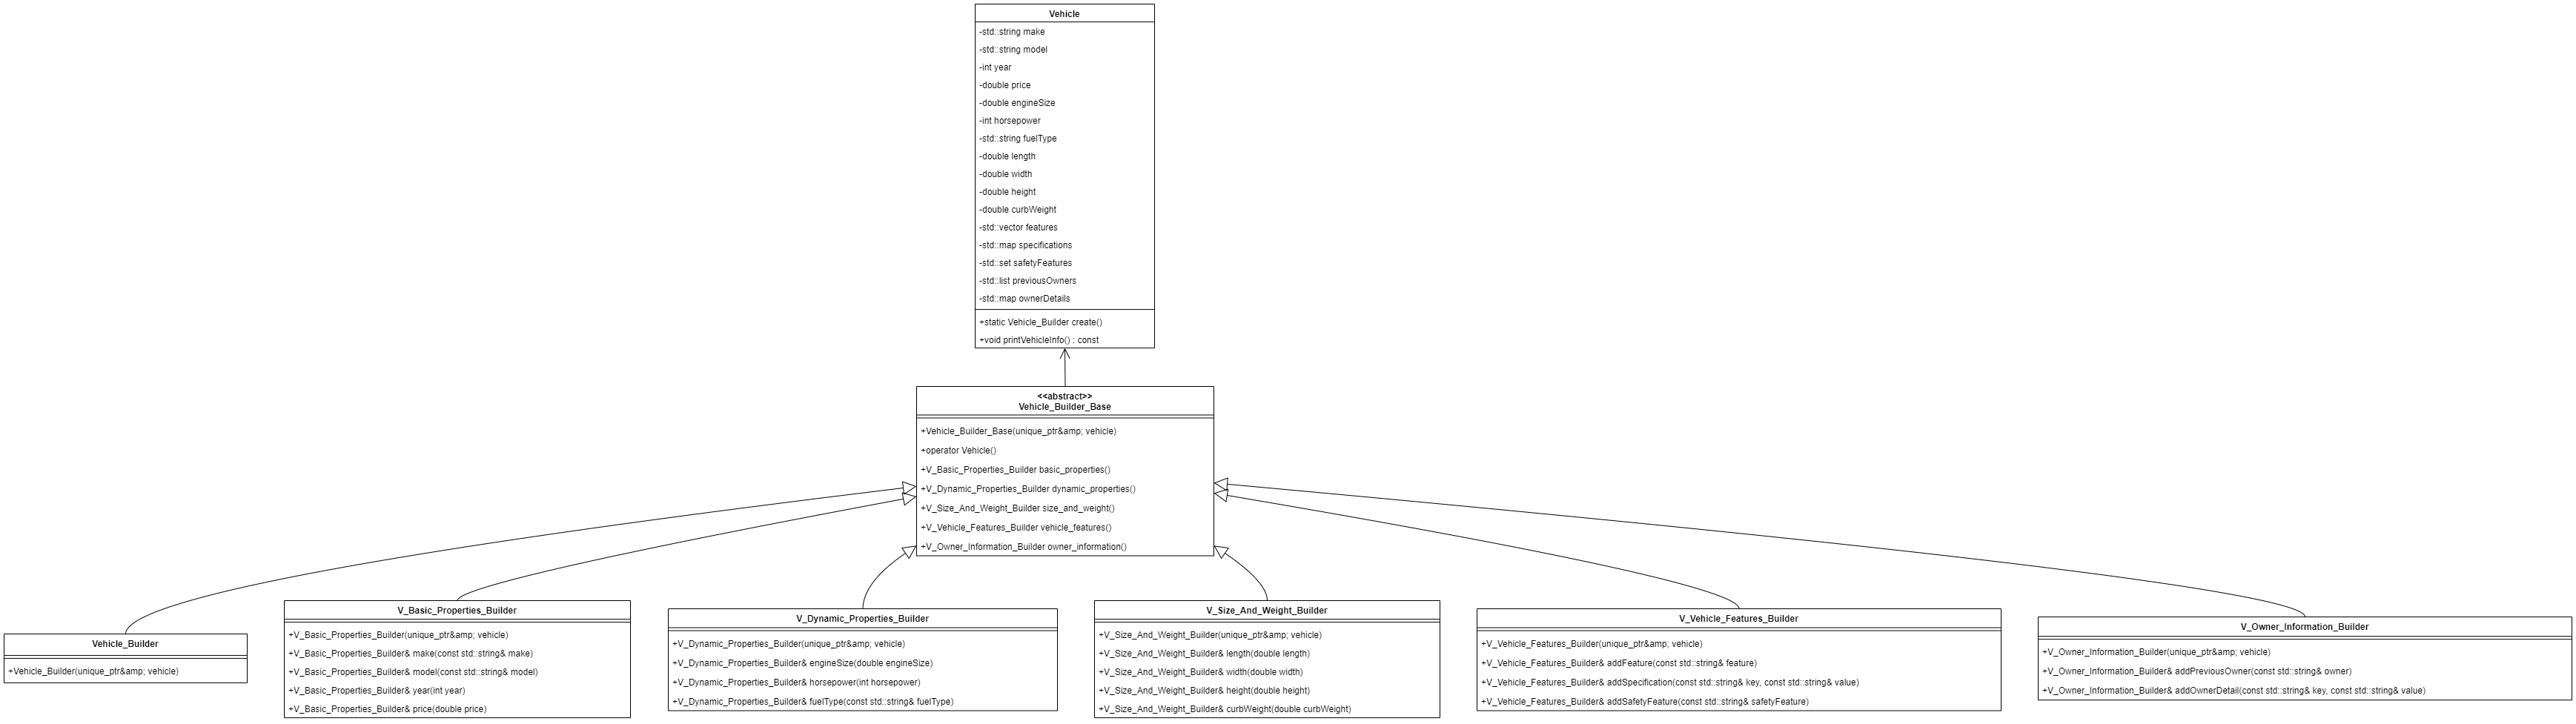 Vehicle
-std::string make
-std::string model
-int year
-double price
-double engineSize
-int horsepower
-std::string fuelType
-double length
-double width
-double height
-double curbWeight
-std::vector features
-std::map specifications
-std::set safetyFeatures
-std::list previousOwners
-std::map ownerDetails
+static Vehicle_Builder create()
+void printVehicleInfo() : const
<<abstract>>
Vehicle_Builder_Base
+Vehicle_Builder_Base(unique_ptr&amp; vehicle)
+operator Vehicle()
+V_Basic_Properties_Builder basic_properties()
+V_Dynamic_Properties_Builder dynamic_properties()
+V_Size_And_Weight_Builder size_and_weight()
+V_Vehicle_Features_Builder vehicle_features()
+V_Owner_Information_Builder owner_information()
Vehicle_Builder
+Vehicle_Builder(unique_ptr&amp; vehicle)
V_Basic_Properties_Builder
+V_Basic_Properties_Builder(unique_ptr&amp; vehicle)
+V_Basic_Properties_Builder& make(const std::string& make)
+V_Basic_Properties_Builder& model(const std::string& model)
+V_Basic_Properties_Builder& year(int year)
+V_Basic_Properties_Builder& price(double price)
V_Dynamic_Properties_Builder
+V_Dynamic_Properties_Builder(unique_ptr&amp; vehicle)
+V_Dynamic_Properties_Builder& engineSize(double engineSize)
+V_Dynamic_Properties_Builder& horsepower(int horsepower)
+V_Dynamic_Properties_Builder& fuelType(const std::string& fuelType)
V_Size_And_Weight_Builder
+V_Size_And_Weight_Builder(unique_ptr&amp; vehicle)
+V_Size_And_Weight_Builder& length(double length)
+V_Size_And_Weight_Builder& width(double width)
+V_Size_And_Weight_Builder& height(double height)
+V_Size_And_Weight_Builder& curbWeight(double curbWeight)
V_Vehicle_Features_Builder
+V_Vehicle_Features_Builder(unique_ptr&amp; vehicle)
+V_Vehicle_Features_Builder& addFeature(const std::string& feature)
+V_Vehicle_Features_Builder& addSpecification(const std::string& key, const std::string& value)
+V_Vehicle_Features_Builder& addSafetyFeature(const std::string& safetyFeature)
V_Owner_Information_Builder
+V_Owner_Information_Builder(unique_ptr&amp; vehicle)
+V_Owner_Information_Builder& addPreviousOwner(const std::string& owner)
+V_Owner_Information_Builder& addOwnerDetail(const std::string& key, const std::string& value)